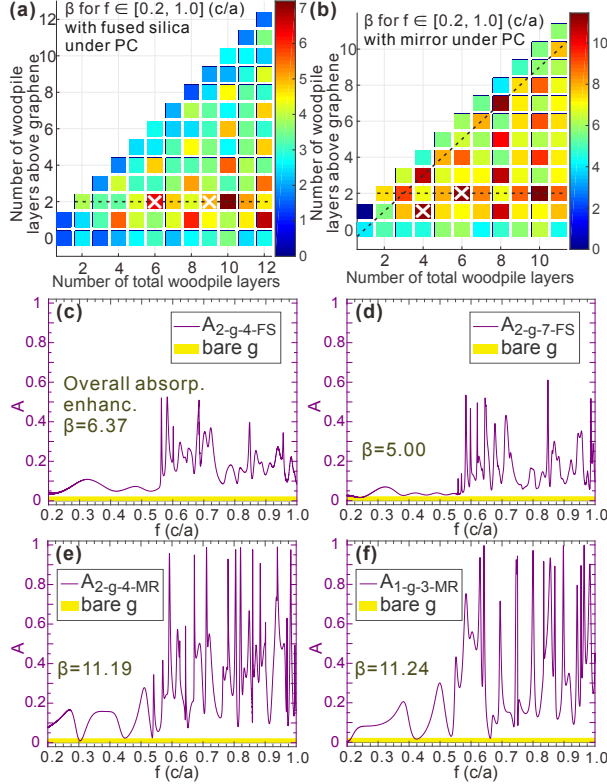 (a)
β for f ∈ [0.2, 1.0] (c/a)
with fused silica
under PC
Number of woodpile
layers above graphene
12
10
8
6
4
2
0
2 4 6 8 10 12
Number of total woodpile layers
7
6
5
4
3
2
1
0
(b)
β for f ∈ [0.2, 1.0] (c/a)
with mirror under PC
Number of woodpile
layers above graphene
10
8
6
4
2
0
2 4 6 8 10
Number of total woodpile layers
10
5
0
(c)
A2-g-4-FS
bare g
Overall absorp.
enhanc.
β=6.37
A
1
0.8
0.6
0.4
0.2
0
0.2 0.3 0.4 0.5 0.6 0.7 0.8 0.9 1.0
f (c/a)
(d)
A2-g-7-FS
bare g
β=5.00
A
1
0.8
0.6
0.4
0.2
0
0.2 0.3 0.4 0.5 0.6 0.7 0.8 0.9 1.0
f (c/a)
(e)
A2-g-4-MR
bare g
β=11.19
A
1
0.8
0.6
0.4
0.2
0
0.2 0.3 0.4 0.5 0.6 0.7 0.8 0.9 1.0
f (c/a)
(f)
A1-g-3-MR
bare g
β=11.24
A
1
0.8
0.6
0.4
0.2
0
0.2 0.3 0.4 0.5 0.6 0.7 0.8 0.9 1.0
f (c/a)